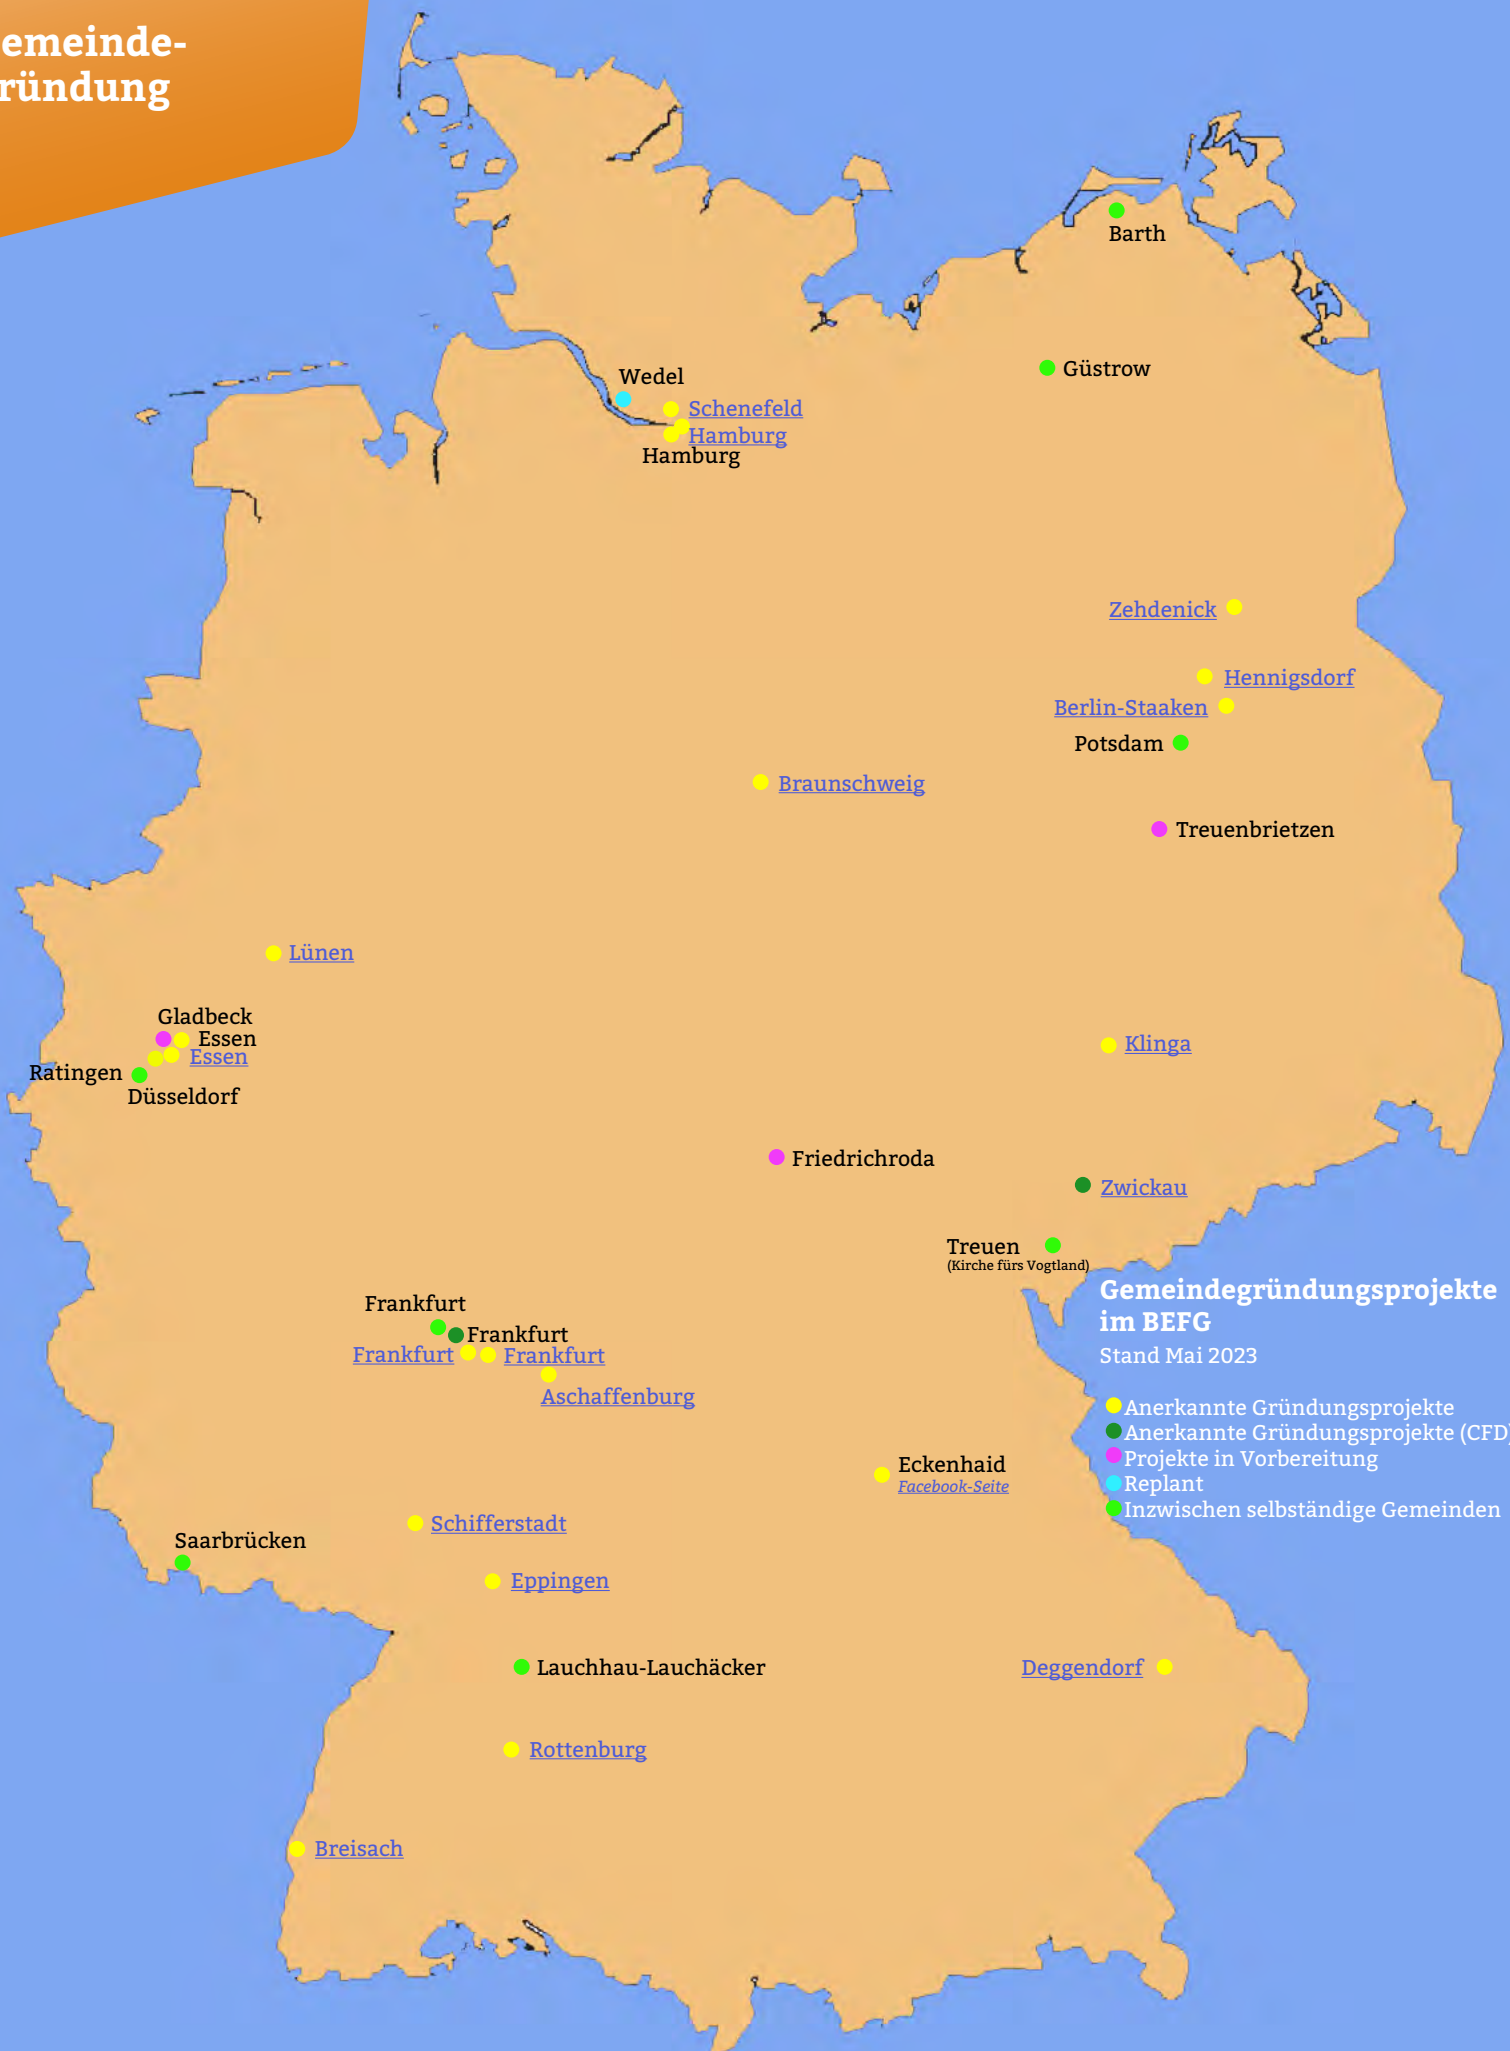 emeinde-
ründung
Barth
Güstrow
Wedel
Schenefeld
Hamburg
Hamburg
Zehdenick
Hennigsdorf
Berlin-Staaken
Potsdam
Braunschweig
Treuenbrietzen
Lünen
Gladbeck
Essen
Essen
Ratingen
Düsseldorf
Klinga
Friedrichroda
Zwickau
Treuen
(Kirche fürs Vogtland)
Frankfurt
Frankfurt
Frankfurt
Frankfurt
Aschaffenburg
Gemeindegründungsprojekte
im BEFG
Stand Mai 2023
Anerkannte Gründungsprojekte
Anerkannte Gründungsprojekte (CFD)
Projekte in Vorbereitung
Replant
Inzwischen selbständige Gemeinden
Eckenhaid
Facebook-Seite
Schifferstadt
Saarbrücken
Eppingen
Lauchhau-Lauchäcker
Deggendorf
Rottenburg
Breisach